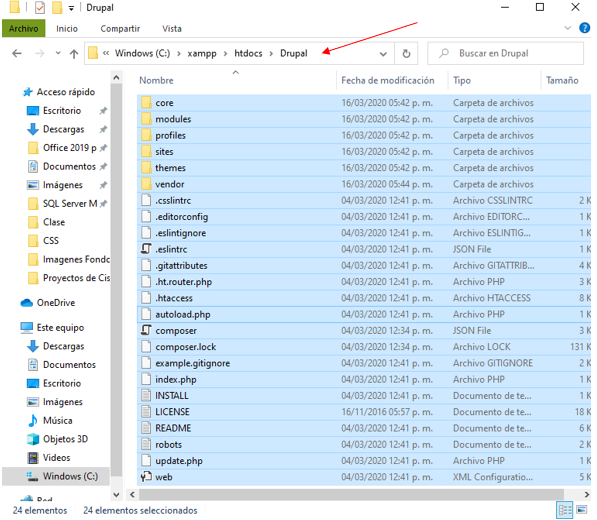 Drupal
Archivo Inicio Compartir Vista
« Windows (C:) › xampp › htdocs › Drupal
Buscar en Drupal
Nombre Fecha de modificación Tipo Tamaño
Acceso rápido
Escritorio
Descargas
Office 2019 p
Documentos
Imágenes
SQL Server M
Clase
CSS
Imagenes Fondo
Proyectos de Cis
OneDrive
Este equipo
Descargas
Documentos
Escritorio
Imágenes
Música
Objetos 3D
Videos
Windows (C:)
Red
core 16/03/2020 05:42 p. m. Carpeta de archivos
modules 16/03/2020 05:42 p. m. Carpeta de archivos
profiles 16/03/2020 05:42 p. m. Carpeta de archivos
sites 16/03/2020 05:42 p. m. Carpeta de archivos
themes 16/03/2020 05:42 p. m. Carpeta de archivos
vendor 16/03/2020 05:44 p. m. Carpeta de archivos
.csslintrc 04/03/2020 12:41 p. m. Archivo CSSLINTRC 2 K
.editorconfig 04/03/2020 12:41 p. m. Archivo EDITORC... 1 K
.eslintignore 04/03/2020 12:41 p. m. Archivo ESLINTIG... 1 K
.eslintrc 04/03/2020 12:41 p. m. JSON File 1 K
.gitattributes 04/03/2020 12:41 p. m. Archivo GITATTRIB... 4 K
.ht.router.php 04/03/2020 12:41 p. m. Archivo PHP 3 K
.htaccess 04/03/2020 12:41 p. m. Archivo HTACCESS 8 K
autoload.php 04/03/2020 12:41 p. m. Archivo PHP 1 K
composer 04/03/2020 12:34 p. m. JSON File 3 K
composer.lock 04/03/2020 12:34 p. m. Archivo LOCK 131 K
example.gitignore 04/03/2020 12:41 p. m. Archivo GITIGNORE 2 K
index.php 04/03/2020 12:41 p. m. Archivo PHP 1 K
INSTALL 04/03/2020 12:41 p. m. Documento de te... 1 K
LICENSE 16/11/2016 05:57 p. m. Documento de te... 18 K
README 04/03/2020 12:41 p. m. Documento de te... 6 K
robots 04/03/2020 12:41 p. m. Documento de te... 2 K
update.php 04/03/2020 12:41 p. m. Archivo PHP 1 K
web 04/03/2020 12:41 p. m. XML Configuratio... 5 K
24 elementos 24 elementos seleccionados